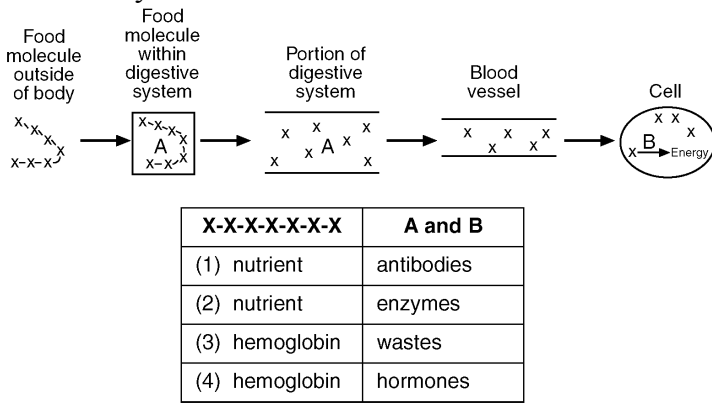 Food
molecule
outside
of body
Food
molecule
within
digestive
system
Portion of
digestive
system
Blood
vessel
Cell
x-x-x-x
x-x-x
A
x-x-x-x-x
x-x
x x x x x x x
A
x x x x x
x x x
B
x
Energy
X-X-X-X-X-X-X A and B
(1) nutrient antibodies
(2) nutrient enzymes
(3) hemoglobin wastes
(4) hemoglobin hormones